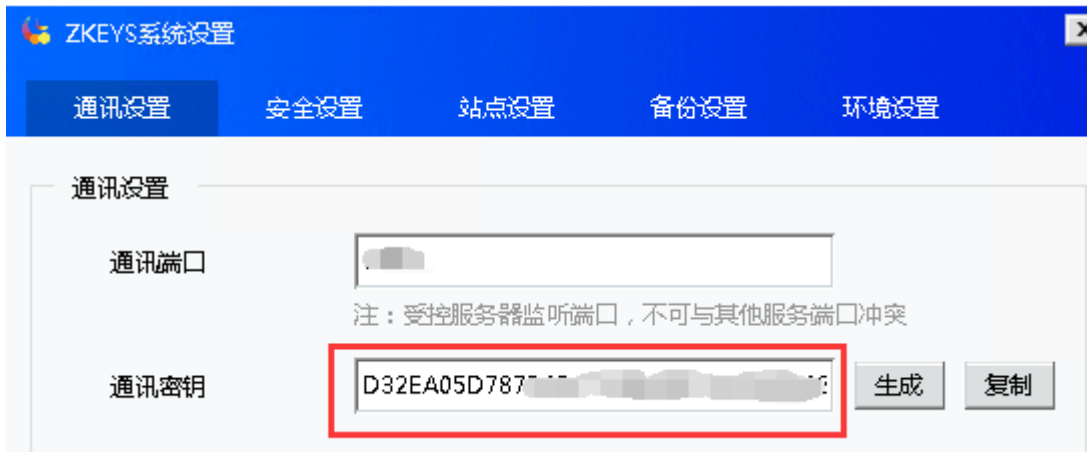 ZKEYS系统设置
通讯设置 安全设置 站点设置 备份设置 环境设置
通讯设置
通讯端口
注：受控服务器监听端口，不可与其他服务端口冲突
通讯密钥 D32EA05D787 生成 复制